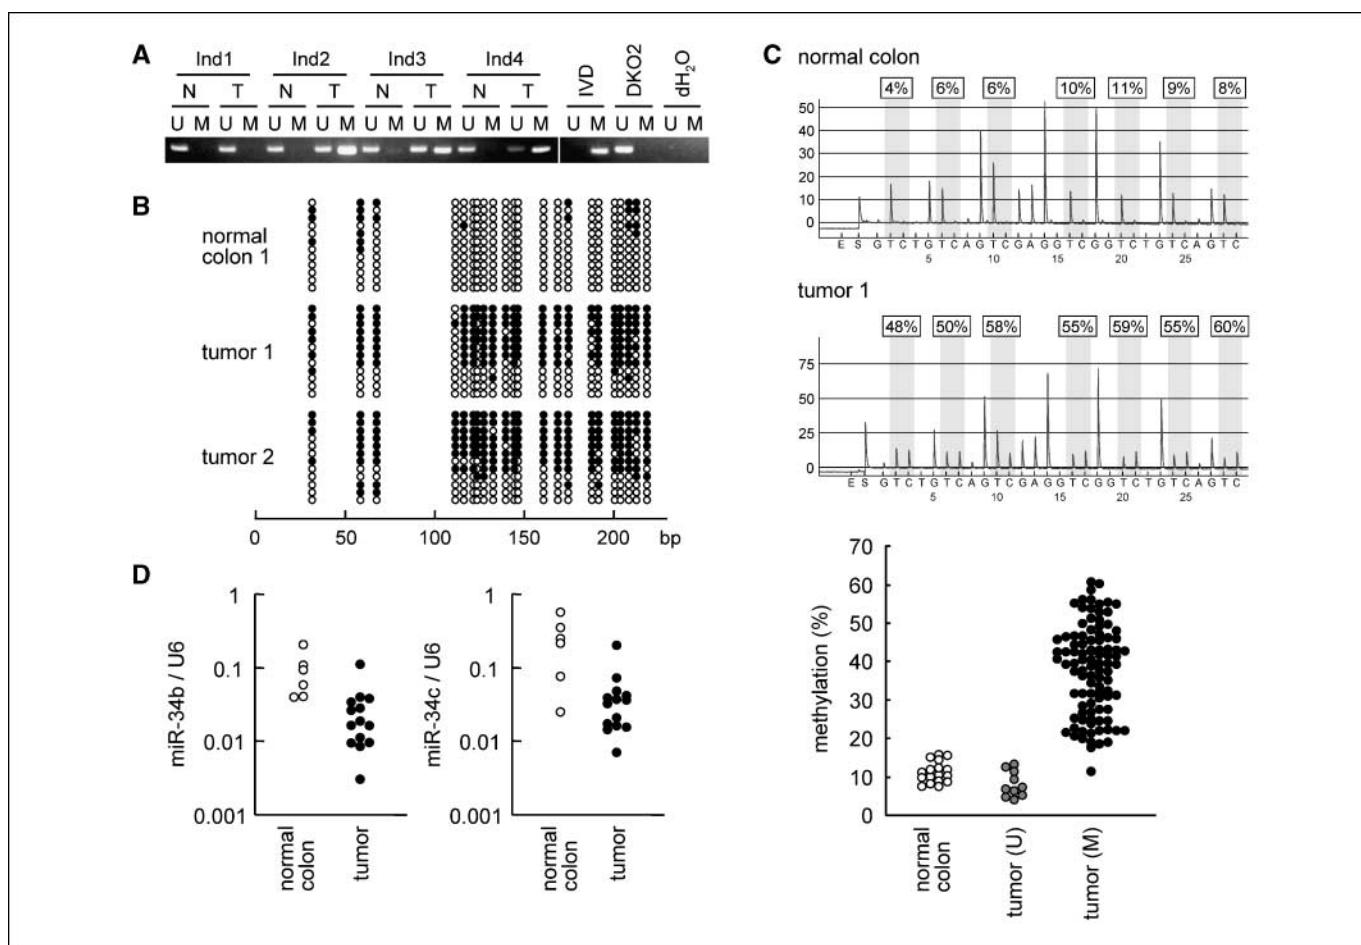 A
Ind1 Ind2 Ind3 Ind4 IVD DKO2 dH2O
N T N T N T N T
U M U M U M U M U M U M U M U M U M U M U M
B
normal
colon 1
tumor 1
tumor 2
0 50 100 150 200 bp
C
normal colon
4% 6% 6% 10% 11% 9% 8%
50
40
30
20
10
0
E S G T C T G T C A G T C G A G G T C G G T C T G T C A G T C
5 10 15 20 25
tumor 1
48% 50% 58% 55% 59% 55% 60%
75
50
25
0
E S G T C T G T C A G T C G A G G T C G G T C T G T C A G T C
5 10 15 20 25
methylation (%)
70
60
50
40
30
20
10
0
normal
colon
tumor (U)
tumor (M)
D
miR-34b / U6
1
0.1
0.01
0.001
normal
colon
tumor
miR-34c / U6
1
0.1
0.01
0.001
normal
colon
tumor